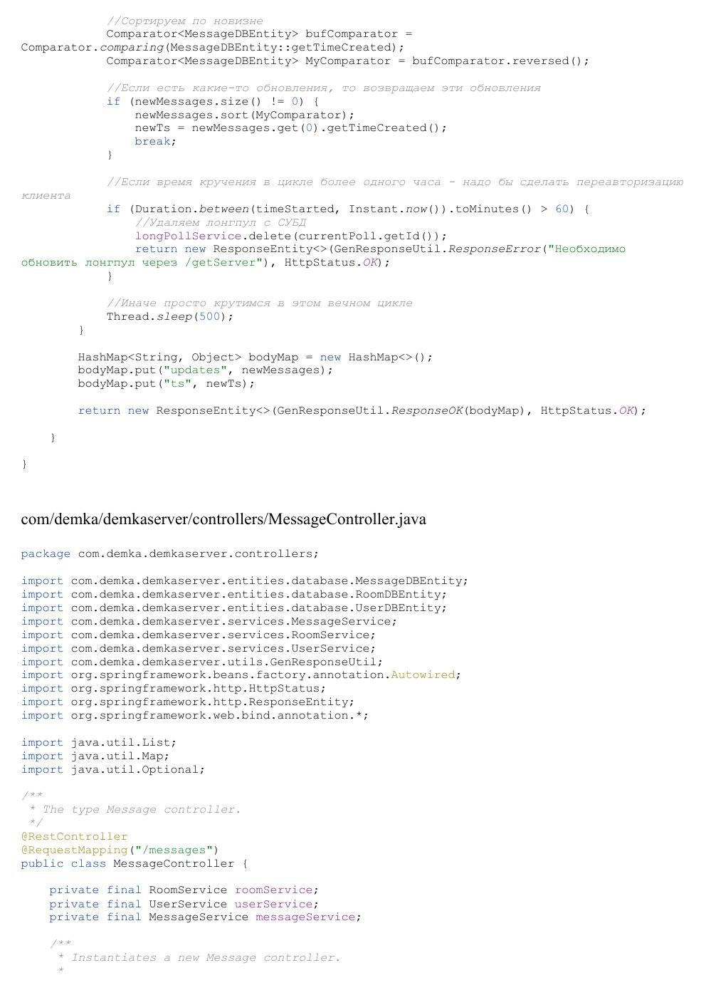 //Сортируем по новизне
Comparator<MessageDBEntity> bufComparator =
Comparator.comparing(MessageDBEntity::getTimeCreated);
Comparator<MessageDBEntity> MyComparator = bufComparator.reversed();
//Если есть какие-то обновления, то возвращаем эти обновления
if (newMessages.size() != 0) {
newMessages.sort(MyComparator);
newTs = newMessages.get(0).getTimeCreated();
break;
}
//Если время кручения в цикле более одного часа - надо бы сделать переавторизацию
клиента
if (Duration.between(timeStarted, Instant.now()).toMinutes() > 60) {
//Удаляем лонгпул с СУБД
longPollService.delete(currentPoll.getId());
return new ResponseEntity<>(GenResponseUtil.ResponseError("Необходимо
обновить лонгпул через /getServer"), HttpStatus.OK);
}
//Иначе просто крутимся в этом вечном цикле
Thread.sleep(500);
}
HashMap<String, Object> bodyMap = new HashMap<>();
bodyMap.put("updates", newMessages);
bodyMap.put("ts", newTs);
return new ResponseEntity<>(GenResponseUtil.ResponseOK(bodyMap), HttpStatus.OK);
}
}
com/demka/demkaserver/controllers/MessageController.java
package com.demka.demkaserver.controllers;
import com.demka.demkaserver.entities.database.MessageDBEntity;
import com.demka.demkaserver.entities.database.RoomDBEntity;
import com.demka.demkaserver.entities.database.UserDBEntity;
import com.demka.demkaserver.services.MessageService;
import com.demka.demkaserver.services.RoomService;
import com.demka.demkaserver.services.UserService;
import com.demka.demkaserver.utils.GenResponseUtil;
import org.springframework.beans.factory.annotation.Autowired;
import org.springframework.http.HttpStatus;
import org.springframework.http.ResponseEntity;
import org.springframework.web.bind.annotation.*;
import java.util.List;
import java.util.Map;
import java.util.Optional;
/**
* The type Message controller.
*/
@RestController
@RequestMapping("/messages")
public class MessageController {
private final RoomService roomService;
private final UserService userService;
private final MessageService messageService;
/**
* Instantiates a new Message controller.
*